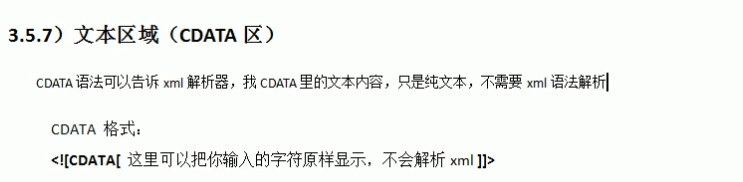 3.5.7）文本区域（CDATA 区）
CDATA 语法可以告诉 xml 解析器，我 CDATA 里的文本内容，只是纯文本，不需要 xml 语法解析
CDATA 格式：
<![CDATA[ 这里可以把你输入的字符原样显示，不会解析 xml ]]>